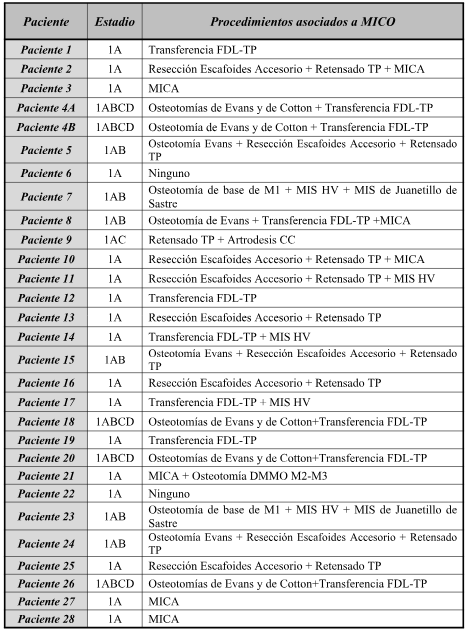 Paciente Estadio Procedimientos asociados a MICO
Paciente 1 1A Transferencia FDL-TP
Paciente 2 1A Resección Escafoides Accesorio + Retensado TP + MICA
Paciente 3 1A MICA
Paciente 4A 1ABCD Osteotomías de Evans y de Cotton + Transferencia FDL-TP
Paciente 4B 1ABCD Osteotomía de Evans y de Cotton + Transferencia FDL-TP
Paciente 5 1AB Osteotomía Evans + Resección Escafoides Accesorio + Retensado
TP
Paciente 6 1A Ninguno
Paciente 7 1AB Osteotomía de base de M1 + MIS HV + MIS de Juanetillo de
Sastre
Paciente 8 1AB Osteotomía de Evans + Transferencia FDL-TP +MICA
Paciente 9 1AC Retensado TP + Artrodesis CC
Paciente 10 1A Resección Escafoides Accesorio + Retensado TP + MICA
Paciente 11 1A Resección Escafoides Accesorio + Retensado TP + MIS HV
Paciente 12 1A Transferencia FDL-TP
Paciente 13 1A Resección Escafoides Accesorio + Retensado TP
Paciente 14 1A Transferencia FDL-TP + MIS HV
Paciente 15 1AB Osteotomía Evans + Resección Escafoides Accesorio + Retensado
TP
Paciente 16 1A Resección Escafoides Accesorio + Retensado TP
Paciente 17 1A Transferencia FDL-TP + MIS HV
Paciente 18 1ABCD Osteotomías de Evans y de Cotton+Transferencia FDL-TP
Paciente 19 1A Transferencia FDL-TP
Paciente 20 1ABCD Osteotomías de Evans y de Cotton+Transferencia FDL-TP
Paciente 21 1A MICA + Osteotomía DMMO M2-M3
Paciente 22 1A Ninguno
Paciente 23 1AB Osteotomía de base de M1 + MIS HV + MIS de Juanetillo de
Sastre
Paciente 24 1AB Osteotomía Evans + Resección Escafoides Accesorio + Retensado
TP
Paciente 25 1A Resección Escafoides Accesorio + Retensado TP
Paciente 26 1ABCD Osteotomías de Evans y de Cotton+Transferencia FDL-TP
Paciente 27 1A MICA
Paciente 28 1A MICA